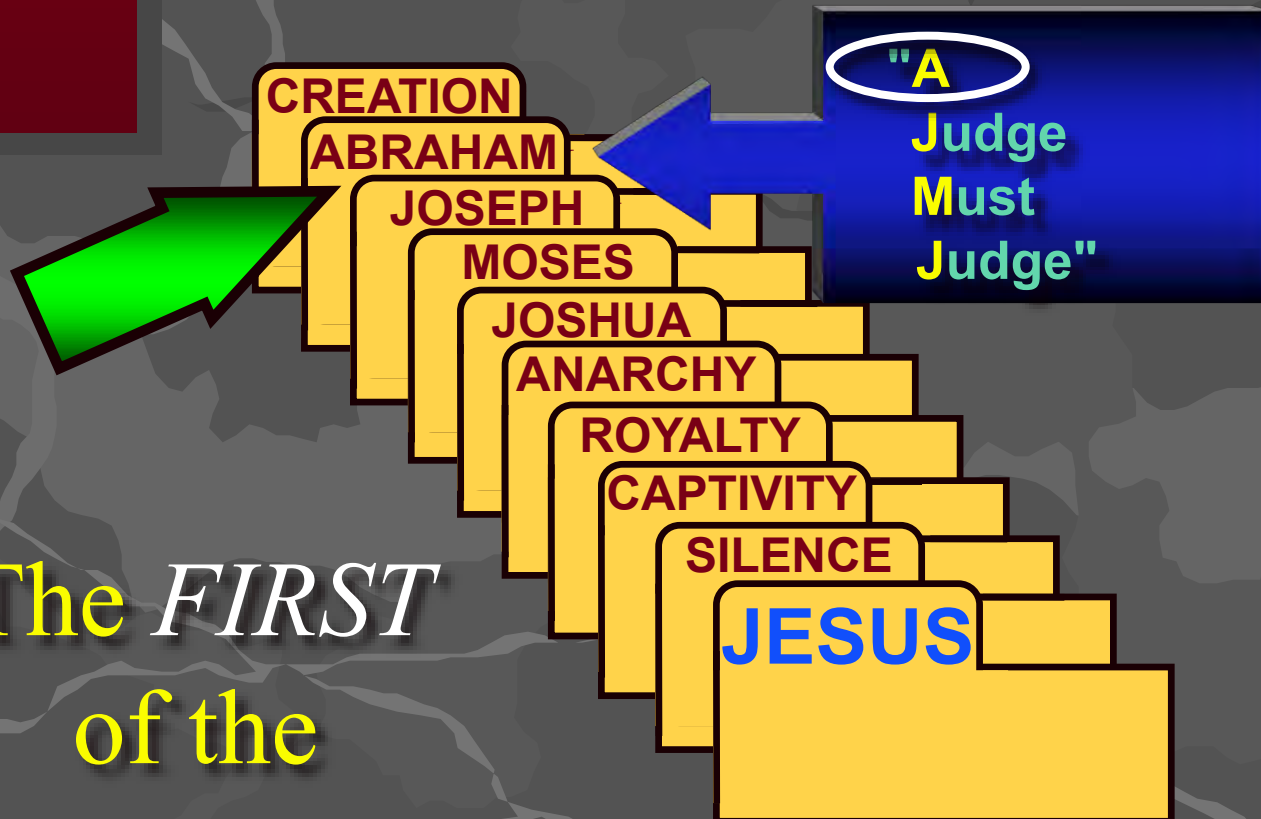 "A
Judge
Must
Judge"
CREATION
ABRAHAM
JOSEPH
MOSES
JOSHUA
ANARCHY
ROYALTY
CAPTIVITY
SILENCE
JESUS
The FIRST
of the